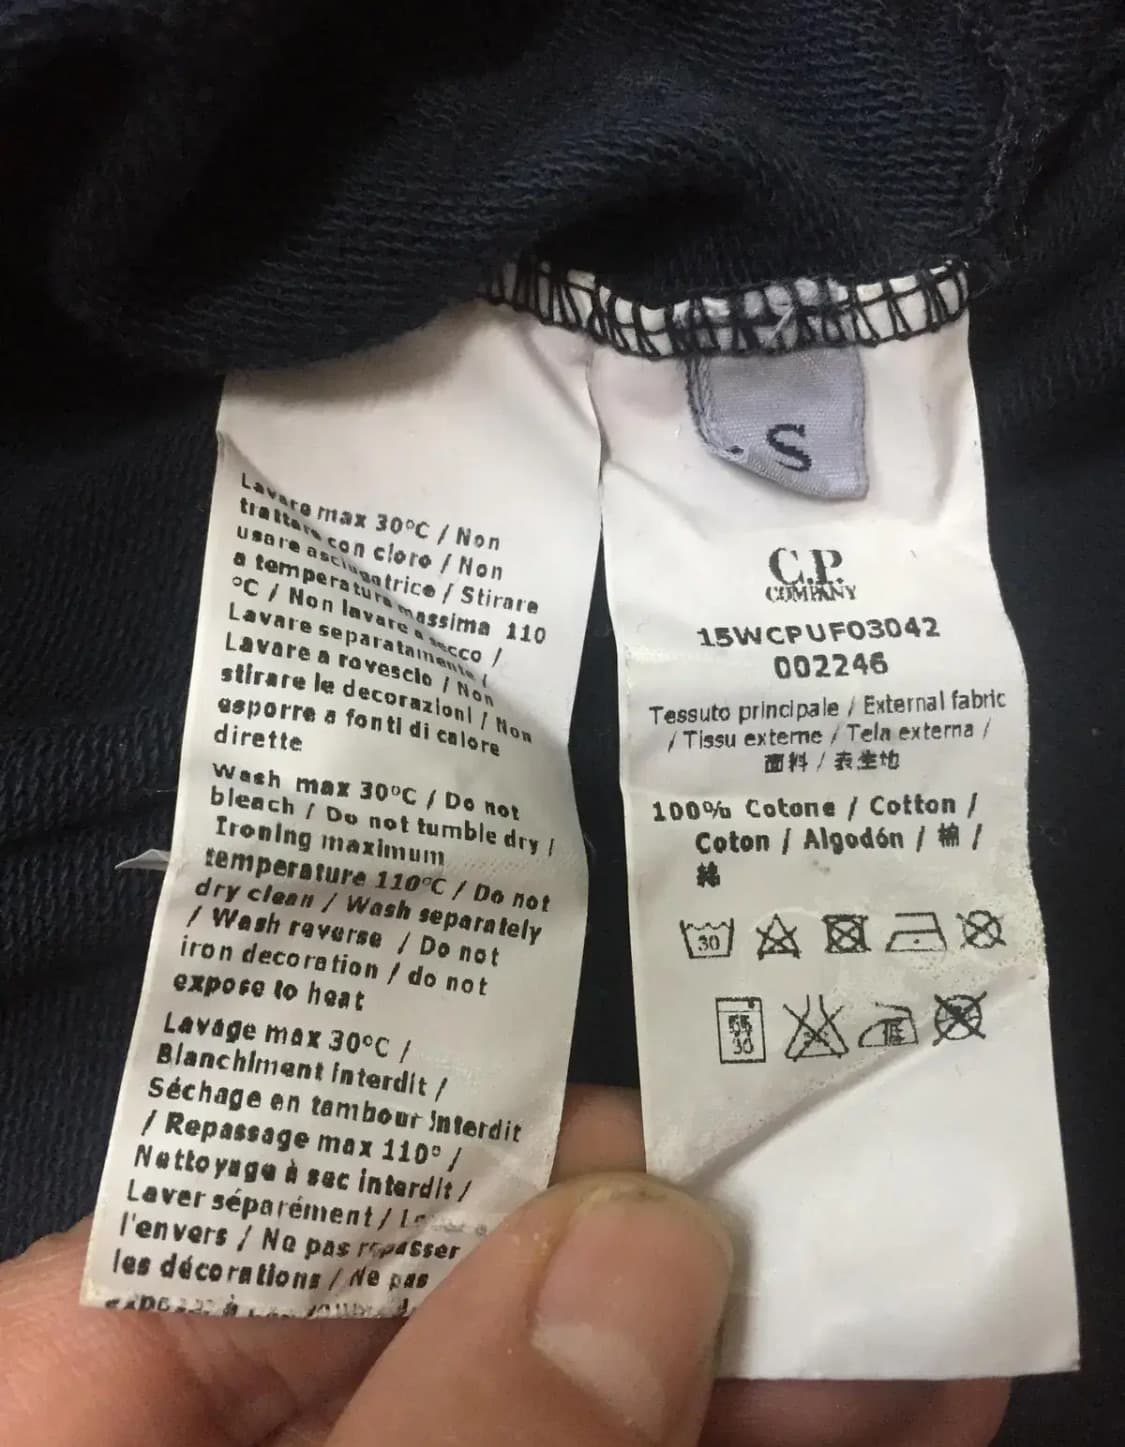 Lavare max 30°C / Non
trattare con cloro / Non
usare asciugatrice / Stirare
a temperatura massima 110
°C / Non lavare a secco /
Lavare separatamente /
Lavare a rovescio / Non
stirare le decorazioni / Non
esporre a fonti di calore
dirette
Wash max 30°C / Do not
bleach / Do not tumble dry /
Ironing maximum
temperature 110°C / Do not
dry clean / Wash separately
/ Wash reverse / Do not
iron decoration / do not
expose to heat
Lavage max 30°C /
Blanchiment interdit /
Séchage en tambour interdit
/ Repassage max 110° /
Nettoyage à sec interdit /
Laver séparément /
l'envers / Ne pas repasser
les décorations / Ne pas
S
C.P.
COMPANY
15WCPUF03042
002246
Tessuto principale / External fabric
/ Tissu externe / Tela externa /
面料 / 表生地
100% Cotone / Cotton /
Coton / Algodón / 棉 /
綿
30
30